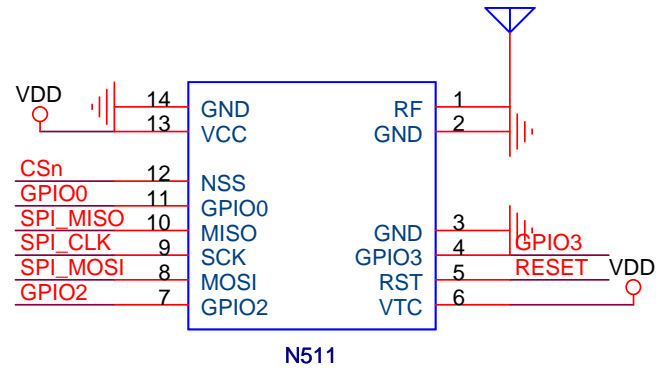 VDD
14 GND RF 1
13 VCC GND 2
CSn 12 NSS
GPIO0 11 GPIO0
SPI_MISO 10 MISO GND 3
SPI_CLK 9 SCK GPIO3 4 GPIO3
SPI_MOSI 8 MOSI RST 5 RESET
GPIO2 7 GPIO2 VTC 6 VDD
N511